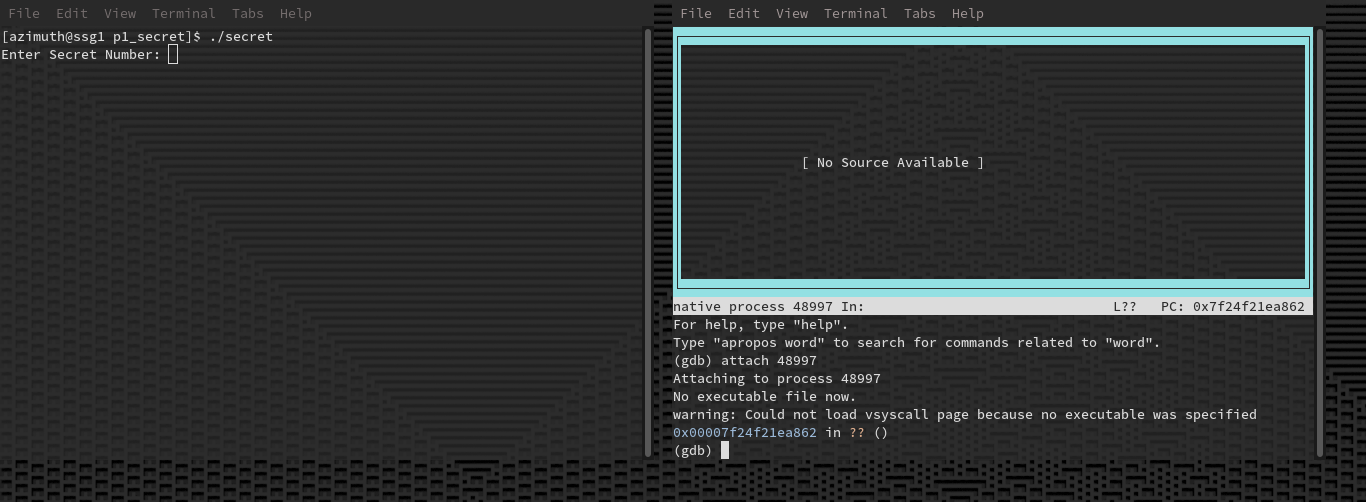 File Edit View Terminal Tabs Help
[azimuth@ssg1 p1_secret]$ ./secret
Enter Secret Number:
File Edit View Terminal Tabs Help
[ No Source Available ]
native process 48997 In: L?? PC: 0x7f24f21ea862
For help, type "help".
Type "apropos word" to search for commands related to "word".
(gdb) attach 48997
Attaching to process 48997
No executable file now.
warning: Could not load vsyscall page because no executable was specified
0x00007f24f21ea862 in ?? ()
(gdb)